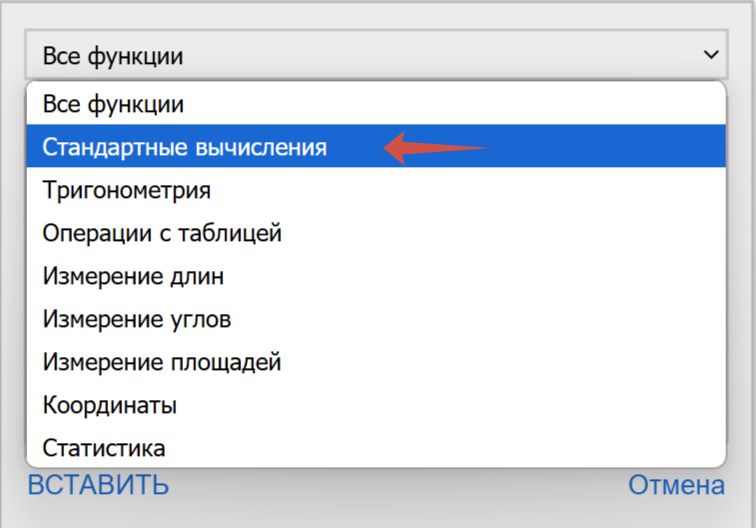 Все функции
Все функции
Стандартные вычисления
Тригонометрия
Операции с таблицей
Измерение длин
Измерение углов
Измерение площадей
Координаты
Статистика
ВСТАВИТЬ Отмена